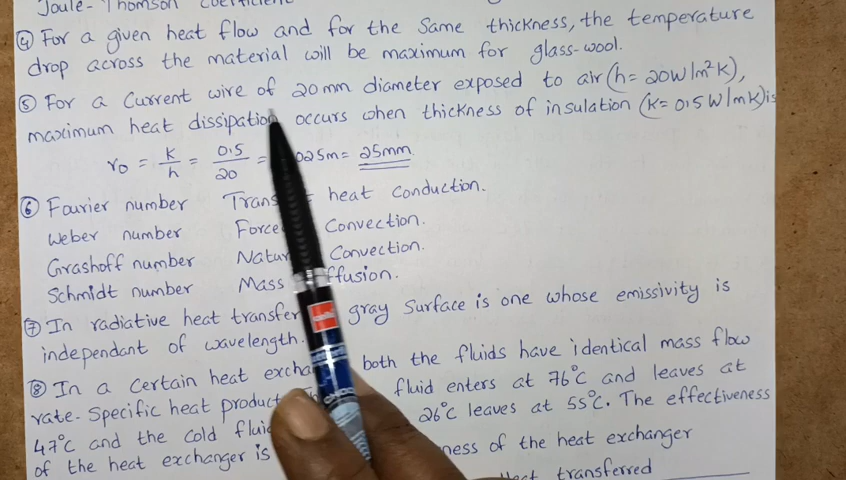 Joule-Thomson Coefficient
④ For a given heat flow and for the Same thickness, the temperature
drop across the material will be maximum for glass-wool.
⑤ For a Current wire of 20mm diameter exposed to air (h=20W/m²K),
maximum heat dissipation occurs when thickness of insulation (K=0.5W/mK) is
r₀ = K/h = 0.5/20 = 025m = 25mm
⑥ Fourier number heat conduction.
Weber number Convection.
Grashoff number Convection.
Schmidt number Mass
⑦ In radiative heat transfer gray Surface is one whose emissivity is
independant of wavelength.
⑧ In a Certain heat both the fluids have identical mass flow
rate - Specific heat product. fluid enters at 76°C and leaves at
47°C and the Cold 26°C leaves at 55°C. The effectiveness
of the heat exchanger is of the heat exchanger
transferred